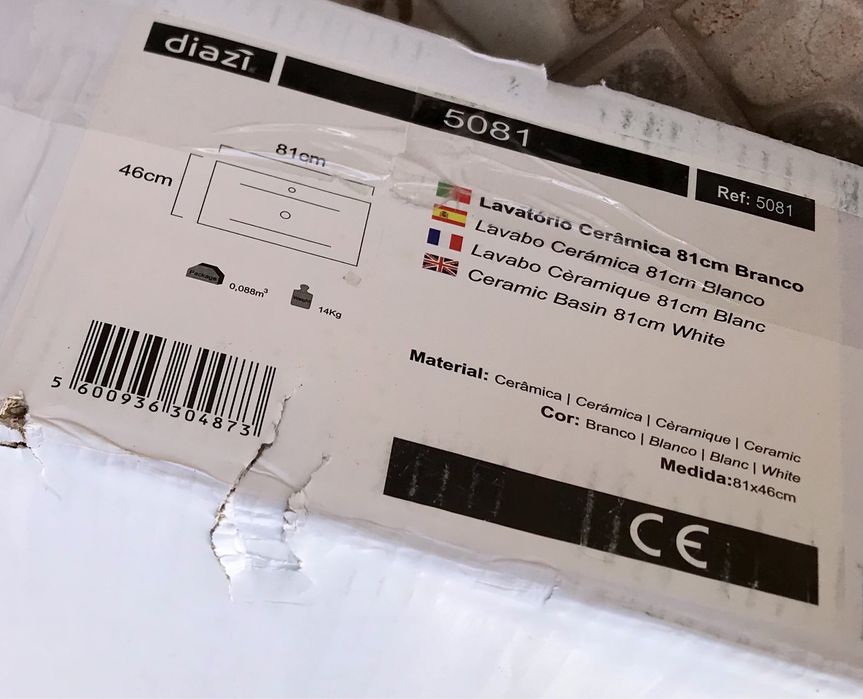 diazi
5081
Ref: 5081
81cm
46cm
Package
0,088m³
Weight
14Kg
5 600936 304873
Lavatório Cerâmica 81cm Branco
Lavabo Cerámica 81cm Blanco
Lavabo Cèramique 81cm Blanc
Ceramic Basin 81cm White
Material: Cerâmica | Cerámica | Cèramique | Ceramic
Cor: Branco | Blanco | Blanc | White
Medida:81x46cm
CE